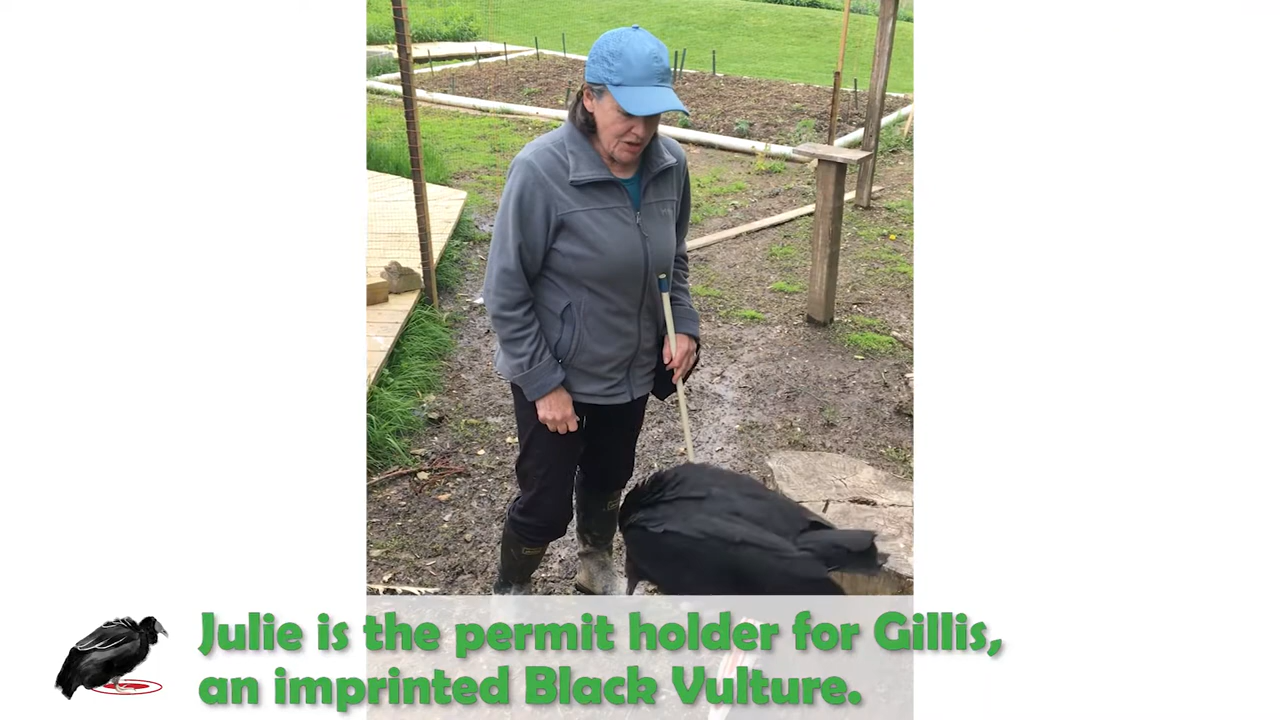 Julie is the permit holder for Gillis,
an imprinted Black Vulture.